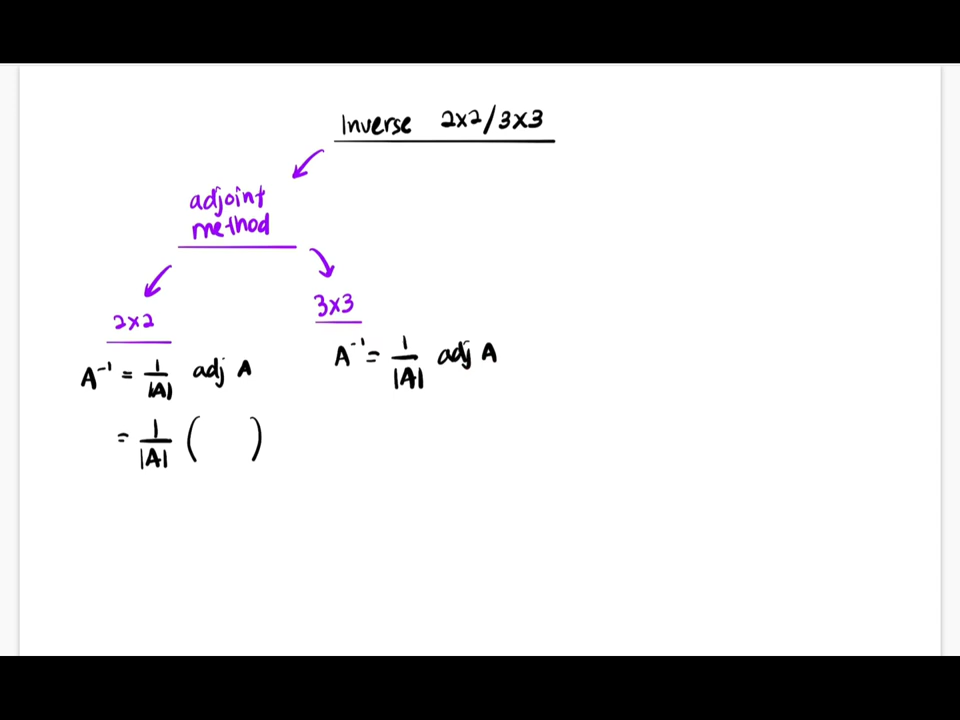 Inverse 2x2/3x3
adjoint
method
2x2
3x3
A⁻¹ = 1/|A| adj A
= 1/|A| ( )
A⁻¹ = 1/|A| adj A